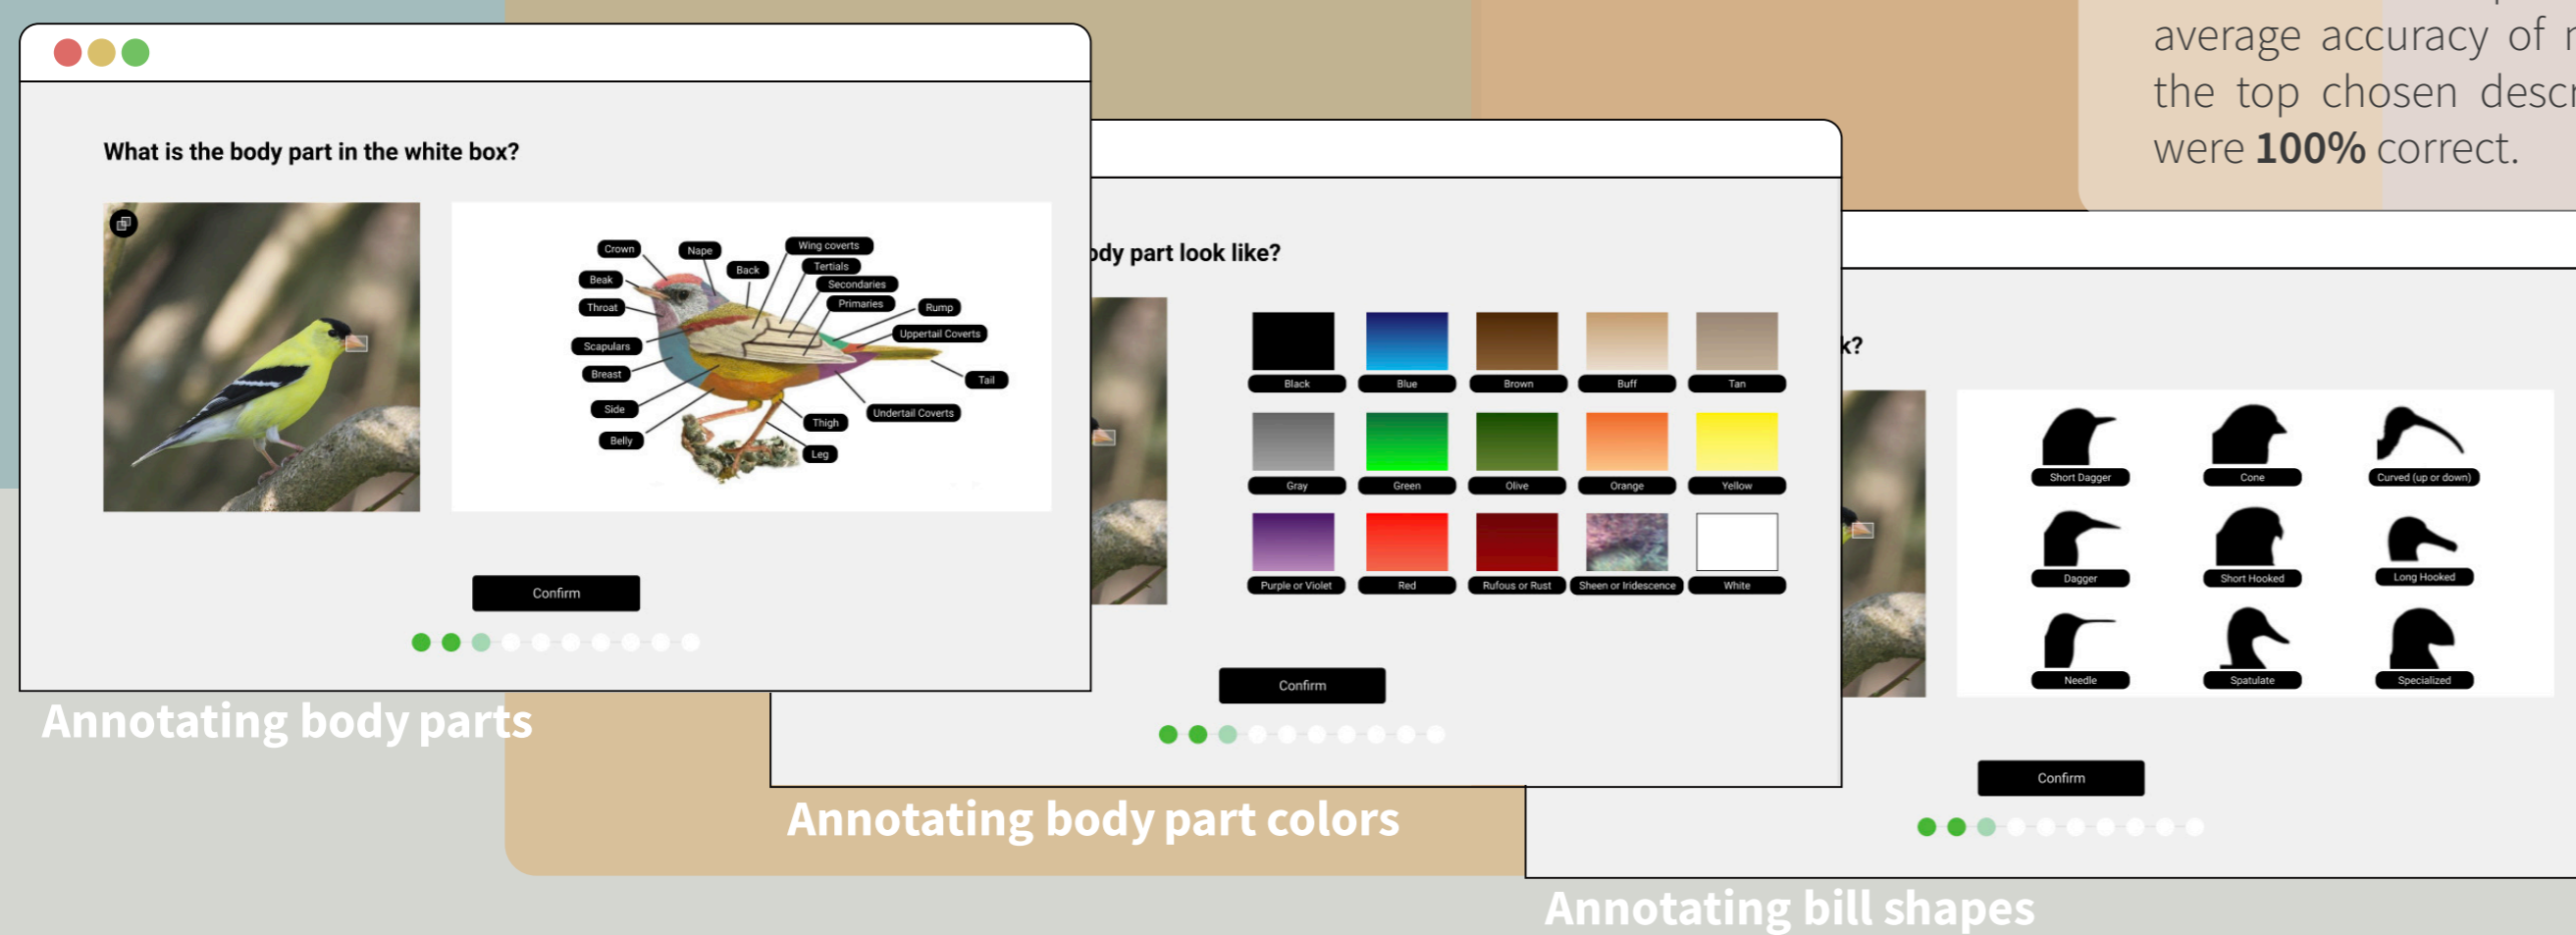 average accuracy of
the top chosen
were 100% correct.
What is the body part in the white box?
Crown
Nape
Wing coverts
Beak
Back
Tertials
Secondaries
Throat
Primaries
Rump
Uppertail Coverts
Scapulars
Breast
Tail
Side
Undertail Coverts
Thigh
Belly
Leg
Confirm
Annotating body parts
body part look like?
Black
Blue
Brown
Buff
Tan
Gray
Green
Olive
Orange
Yellow
Purple or Violet
Red
Rufous or Rust
Sheen or Iridescence
White
Confirm
Annotating body part colors
k?
Short Dagger
Cone
Curved (up or down)
Dagger
Short Hooked
Long Hooked
Needle
Spatulate
Specialized
Confirm
Annotating bill shapes